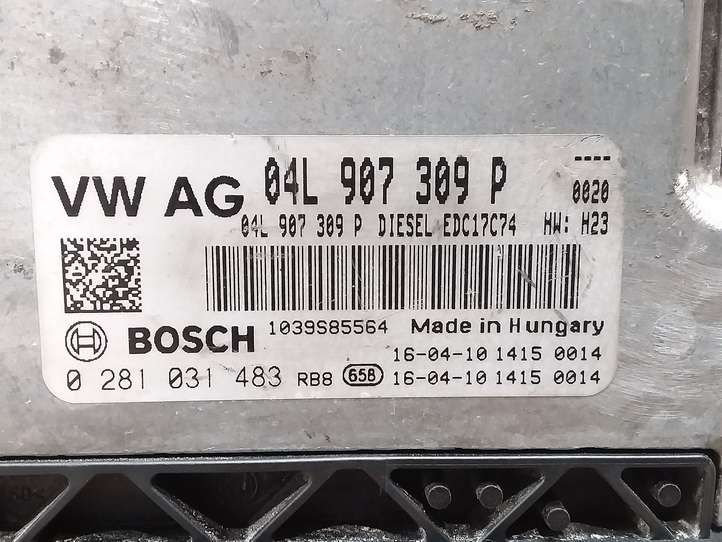 VW AG 04L 907 309 P ----
0020
04L 907 309 P DIESEL EDC17C74 HW: H23
BOSCH 1039S85564 Made in Hungary
16-04-10 1415 0014
0 281 031 483 RB8 658 16-04-10 1415 0014